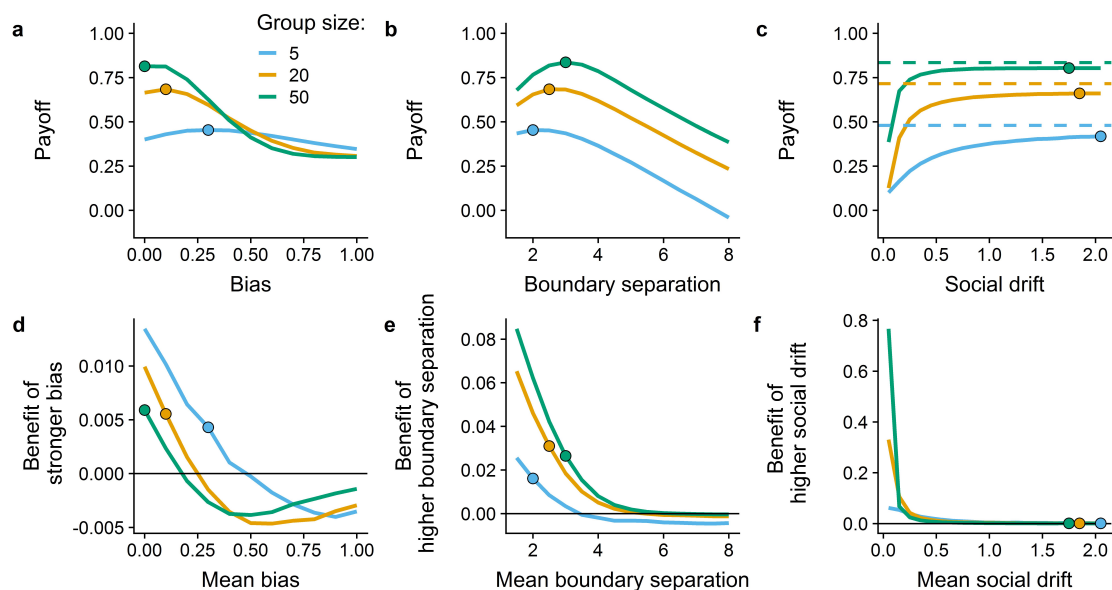 a
Group size:
5
20
50
1.00
0.75
0.50
0.25
0.00
Payoff
0.00 0.25 0.50 0.75 1.00
Bias
b
1.00
0.75
0.50
0.25
0.00
Payoff
2 4 6 8
Boundary separation
c
1.00
0.75
0.50
0.25
0.00
Payoff
0.0 0.5 1.0 1.5 2.0
Social drift
d
Benefit of
stronger bias
0.010
0.005
0.000
-0.005
0.00 0.25 0.50 0.75 1.00
Mean bias
e
Benefit of
higher boundary separation
0.08
0.06
0.04
0.02
0.00
2 4 6 8
Mean boundary separation
f
Benefit of
higher social drift
0.8
0.6
0.4
0.2
0.0
0.0 0.5 1.0 1.5 2.0
Mean social drift